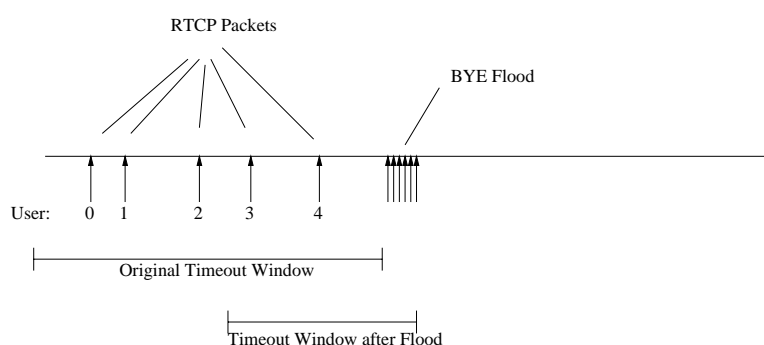 RTCP Packets
BYE Flood
User: 0 1 2 3 4
Original Timeout Window
Timeout Window after Flood